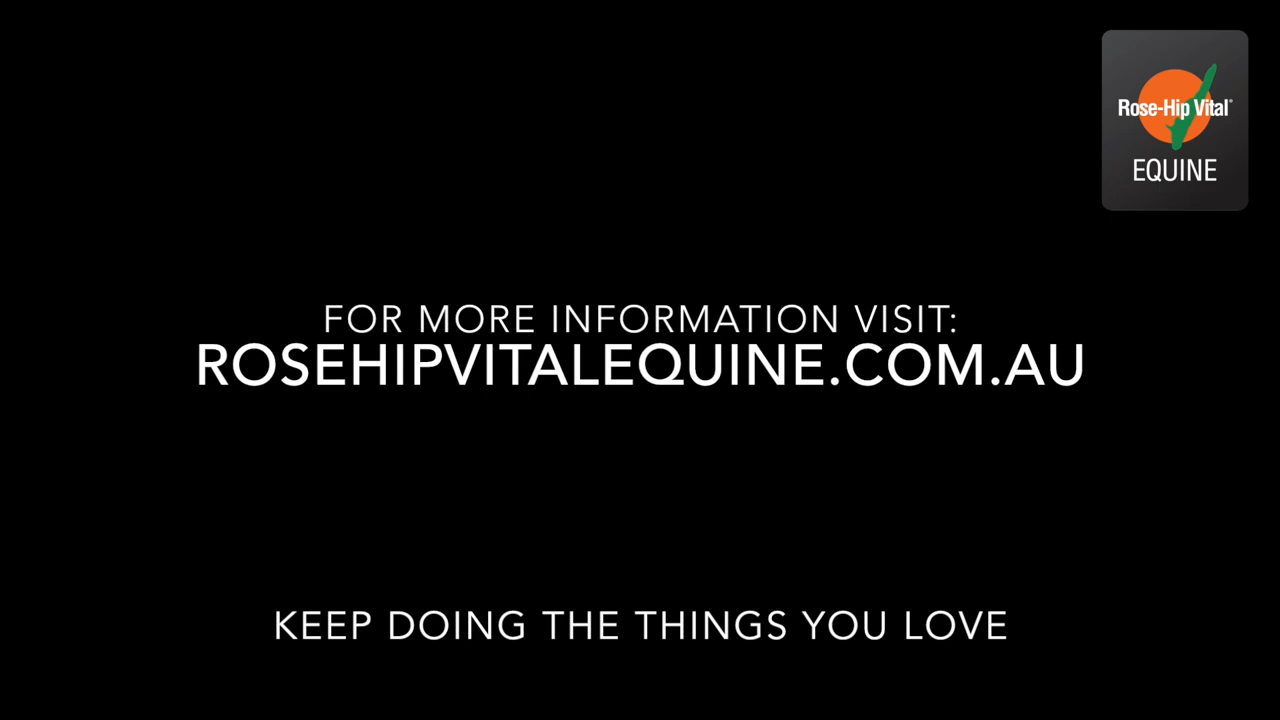 Rose-Hip Vital®
EQUINE
FOR MORE INFORMATION VISIT:
ROSEHIPVITALEQUINE.COM.AU
KEEP DOING THE THINGS YOU LOVE